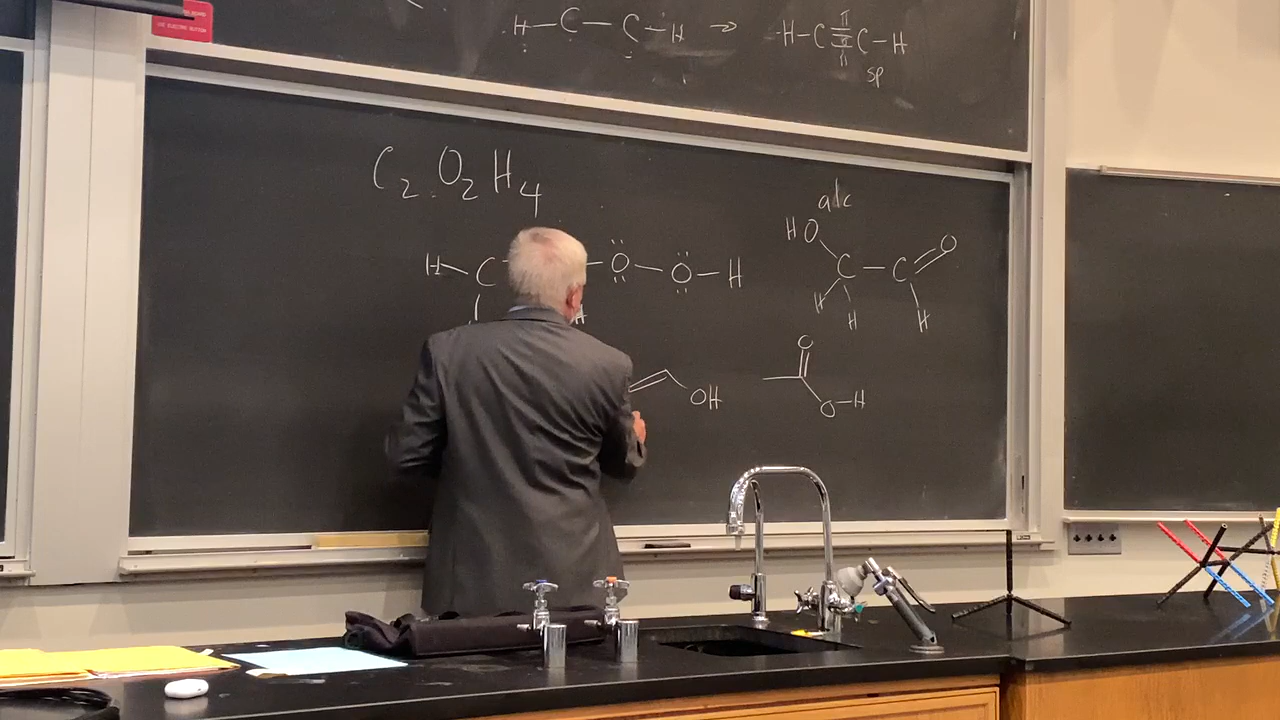 H—C—C—H → H—C≡C—H
π
π
sp
C₂O₂H₄
alc
HO
H—C
O—O—H
C—C
O
H
H
H
H
OH
O
O—H